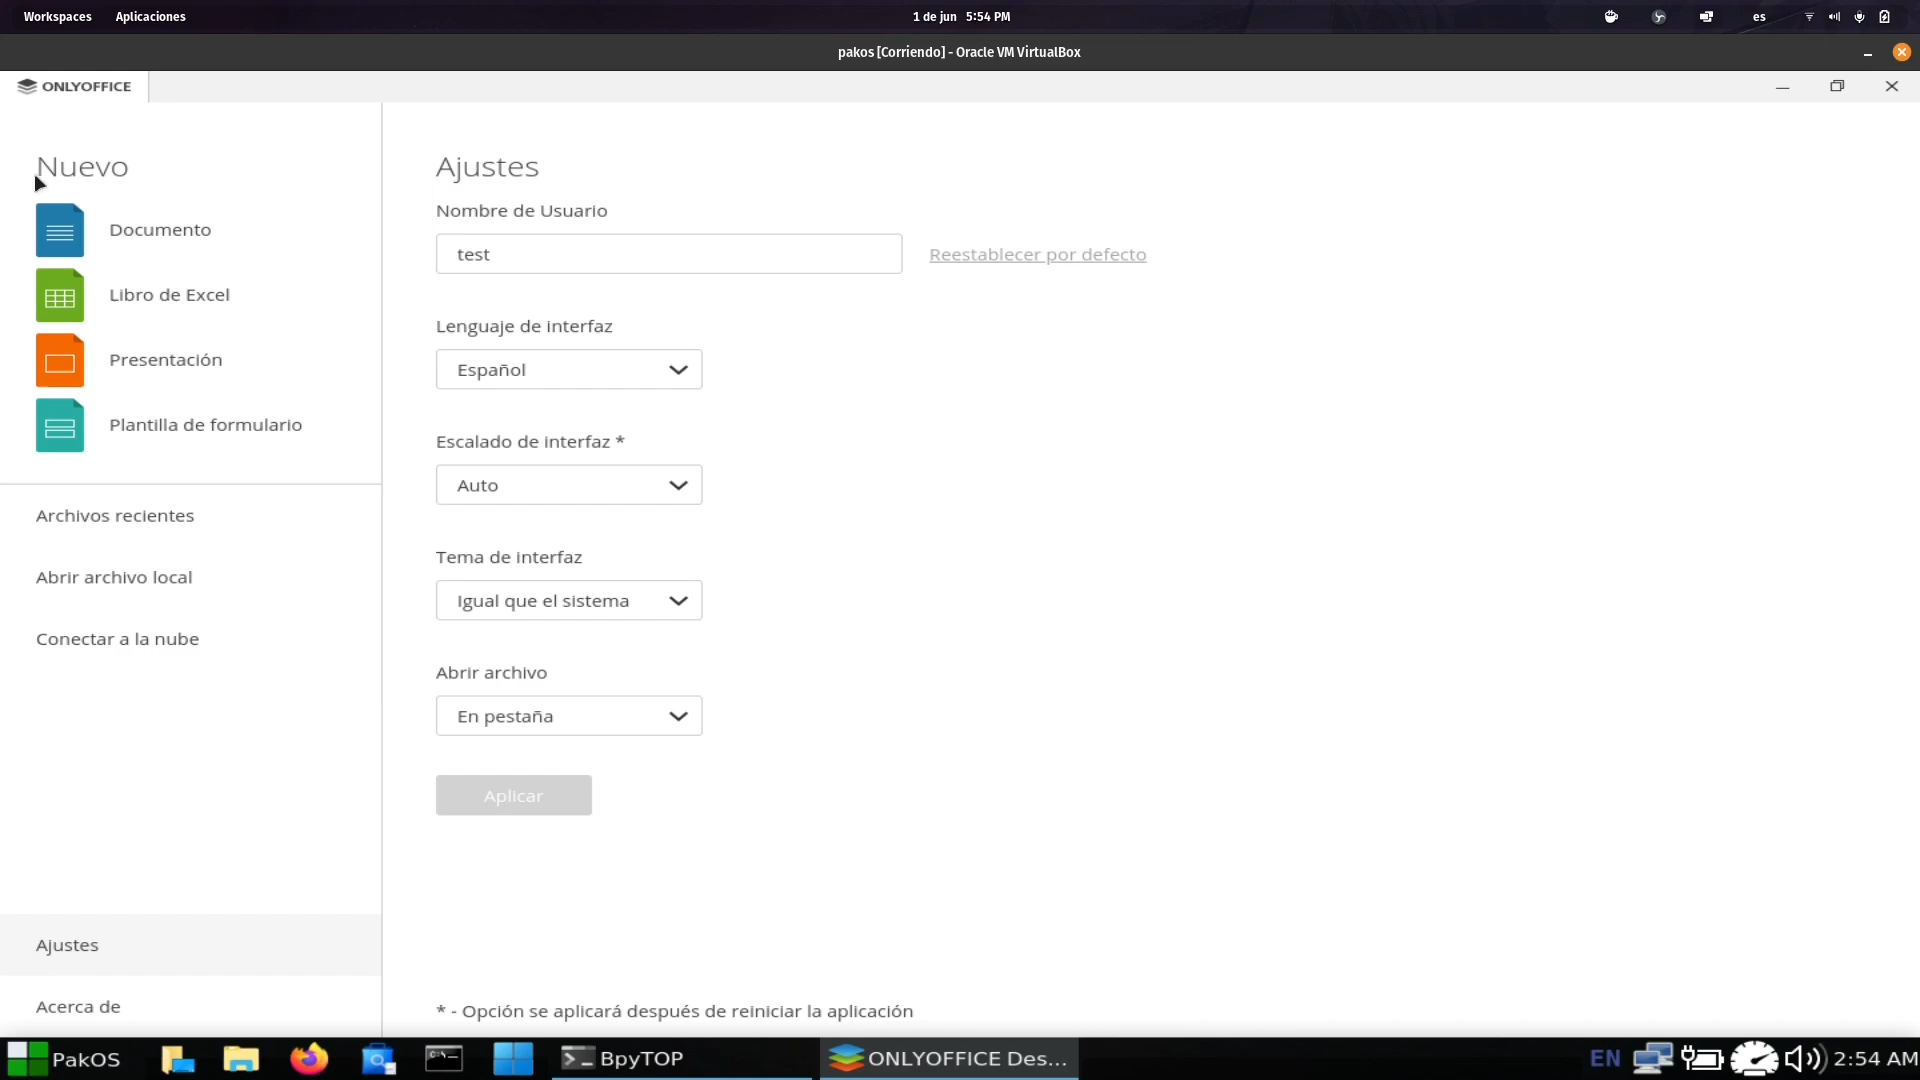 Workspaces Aplicaciones 1 de jun 5:54 PM es
pakos [Corriendo] - Oracle VM VirtualBox
ONLYOFFICE
Nuevo
Documento
Libro de Excel
Presentación
Plantilla de formulario
Archivos recientes
Abrir archivo local
Conectar a la nube
Ajustes
Acerca de
Ajustes
Nombre de Usuario
test Reestablecer por defecto
Lenguaje de interfaz
Español
Escalado de interfaz *
Auto
Tema de interfaz
Igual que el sistema
Abrir archivo
En pestaña
Aplicar
* - Opción se aplicará después de reiniciar la aplicación
PakOS BpyTOP ONLYOFFICE Des... EN 2:54 AM